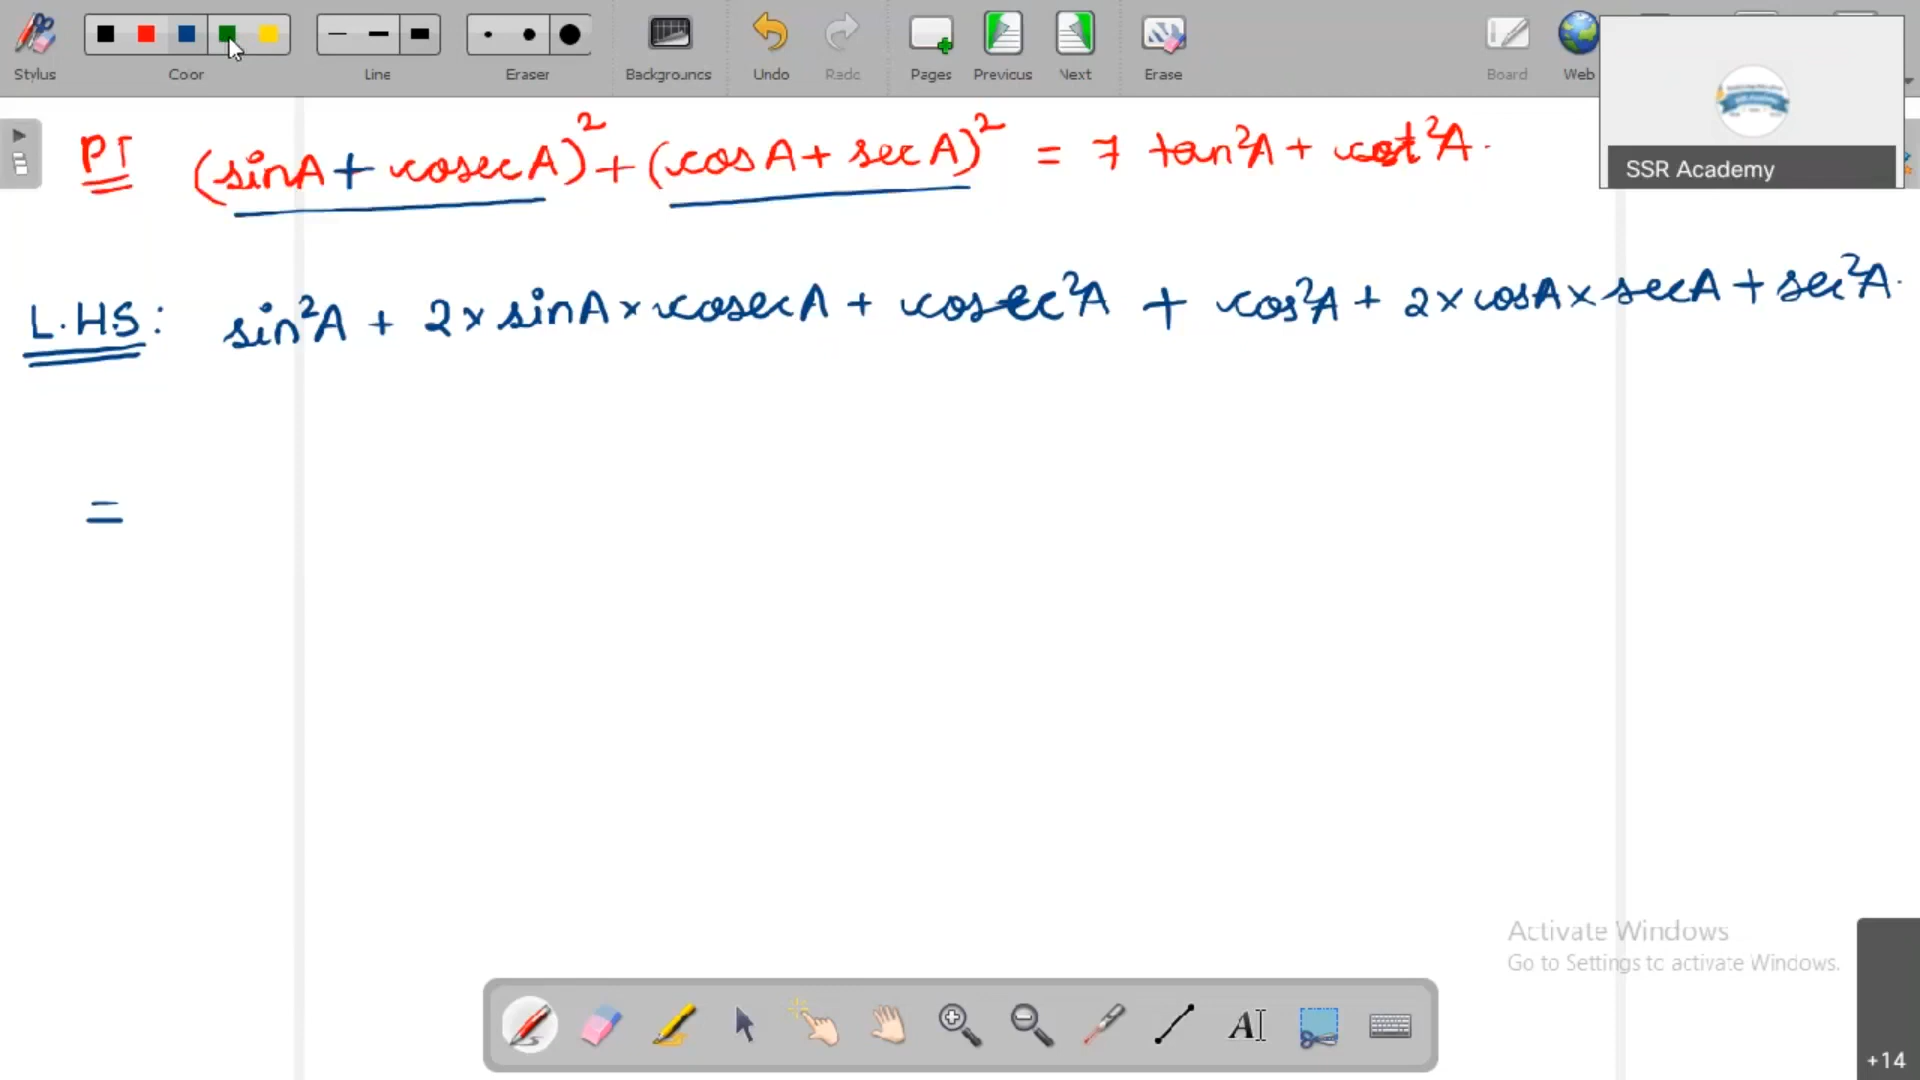 Stylus Color Line Eraser Backgrounds Undo Redo Pages Previous Next Erase Board Web
SSR Academy
PT (sinA + cosecA)² + (cosA + secA)² = 7 tan²A + cot²A.
L.HS: sin²A + 2 × sinA × cosecA + cosec²A + cos²A + 2 × cosA × secA + sec²A.
=
Activate Windows
Go to Settings to activate Windows.
+14